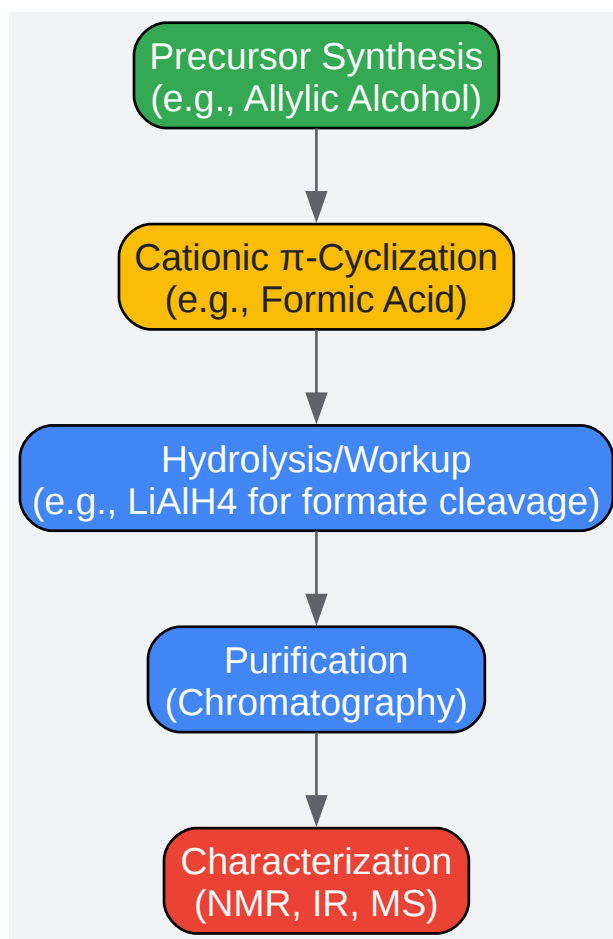 Precursor Synthesis
(e.g., Allylic Alcohol)
Cationic π-Cyclization
(e.g., Formic Acid)
Hydrolysis/Workup
(e.g., LiAlH4 for formate cleavage)
Purification
(Chromatography)
Characterization
(NMR, IR, MS)